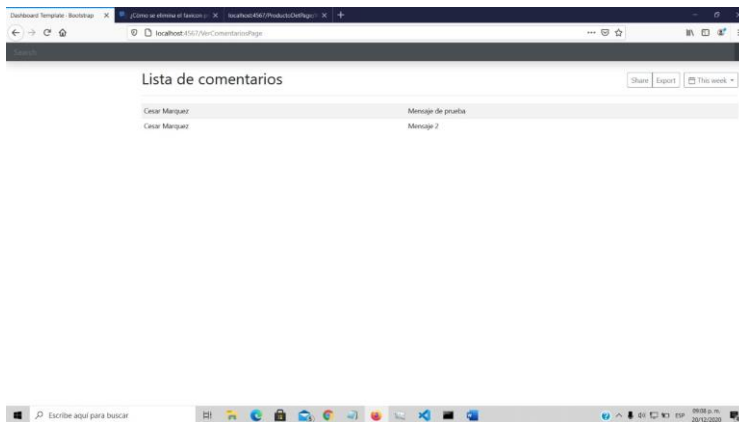 Dashboard Template · Bootstrap
¿Cómo se elimina el favicon
localhost:4567/ProductoDetPage
localhost:4567/VerComentariosPage
Search
Lista de comentarios
Share Export This week
Cesar Marquez Mensaje de prueba
Cesar Marquez Mensaje 2
Escribe aquí para buscar
ESP
09:08 p. m.
20/12/2020